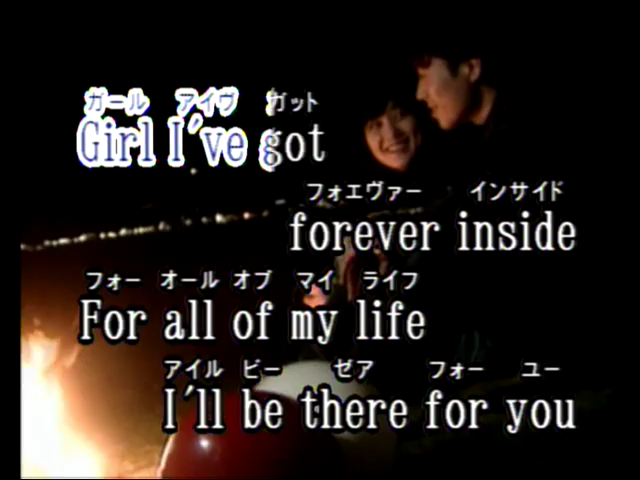 ガール アイヴ ガット
Girl I've got
フォエヴァー インサイド
forever inside
フォー オール オブ マイ ライフ
For all of my life
アイル ビー ゼア フォー ユー
I'll be there for you